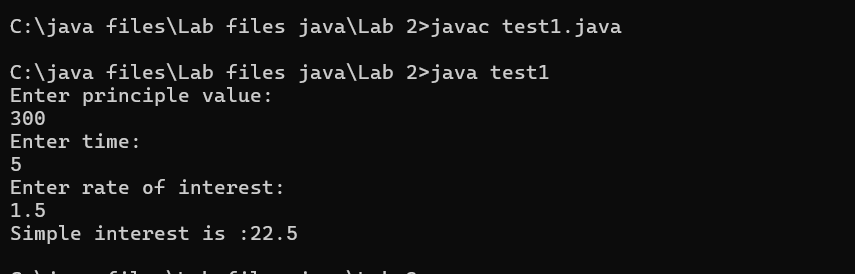 C:\java files\Lab files java\Lab 2>javac test1.java
C:\java files\Lab files java\Lab 2>java test1
Enter principle value:
300
Enter time:
5
Enter rate of interest:
1.5
Simple interest is :22.5